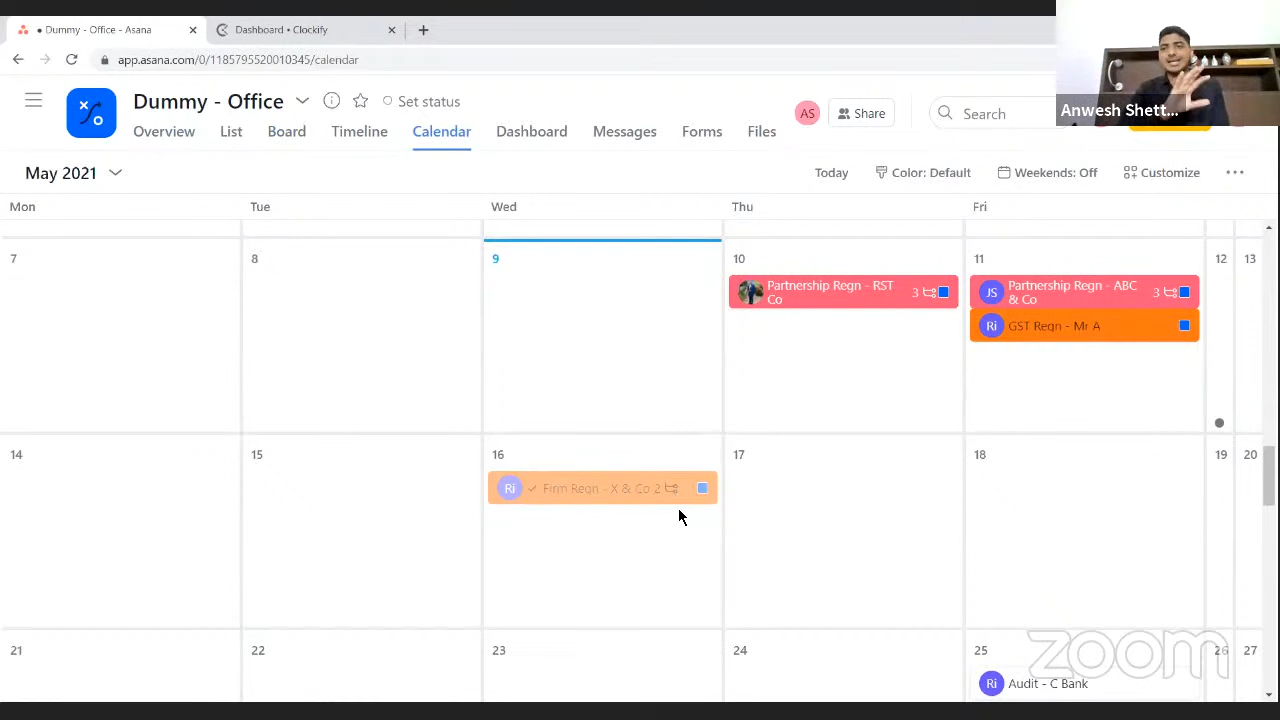 Dummy - Office - Asana
Dashboard • Clockify
app.asana.com/0/1185795520010345/calendar
Anwesh Shett...
Dummy - Office
Set status
AS
Share
Search
Overview List Board Timeline Calendar Dashboard Messages Forms Files
May 2021
Today
Color: Default
Weekends: Off
Customize
Mon Tue Wed Thu Fri
7 8 9 10 11 12 13
Partnership Regn - RST
Co
3
JS Partnership Regn - ABC
& Co
3
Ri GST Regn - Mr A
14 15 16 17 18 19 20
Ri Firm Regn - X & Co 2
21 22 23 24 25 26 27
Ri Audit - C Bank
zoom